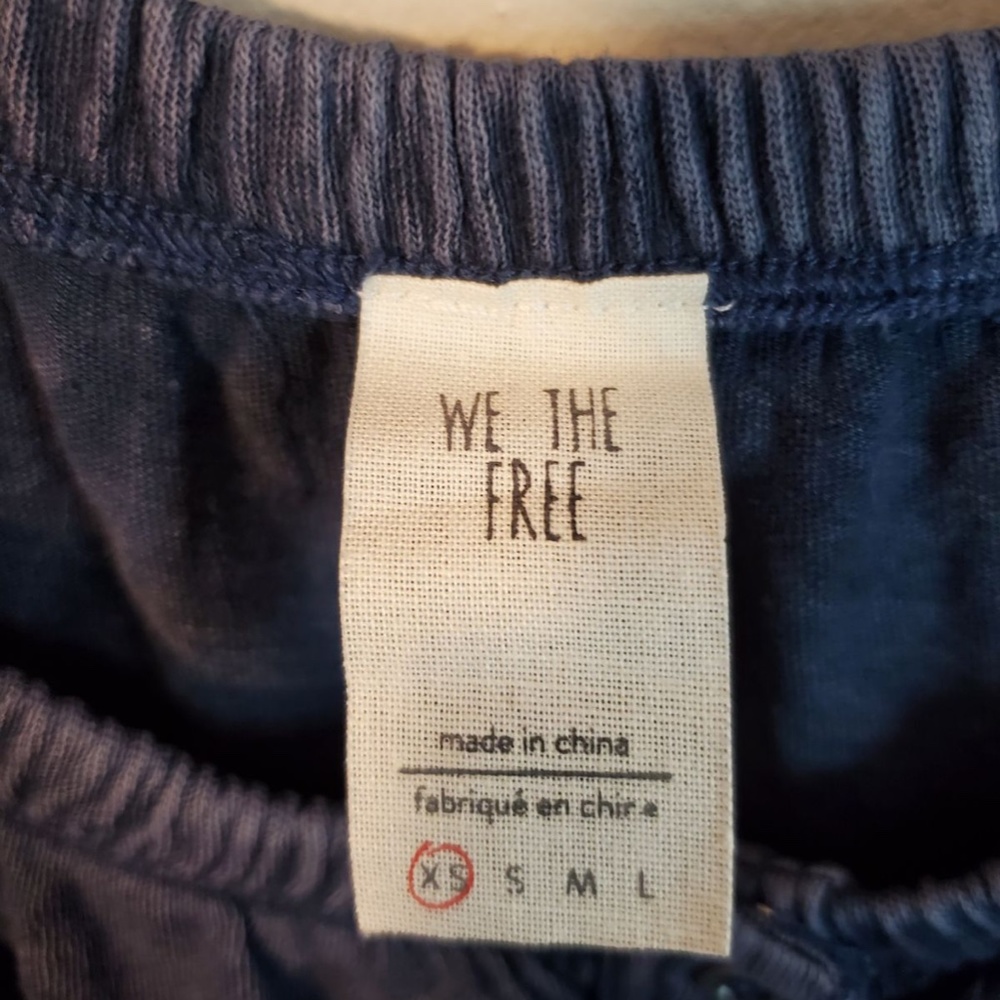 WE THE
FREE
made in china
fabriqué en chine
XS S M L